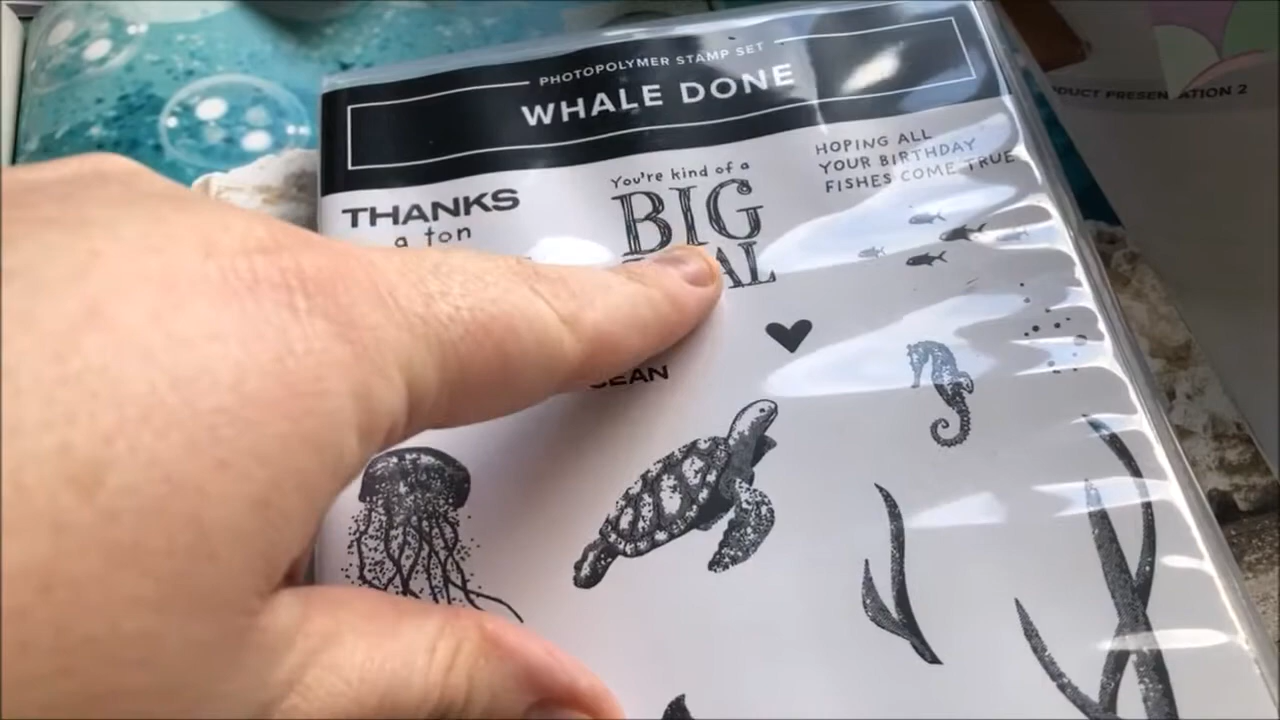 PHOTOPOLYMER STAMP SET
WHALE DONE
THANKS
a ton
You're kind of a
BIG
HOPING ALL
YOUR BIRTHDAY
FISHES COME TRUE